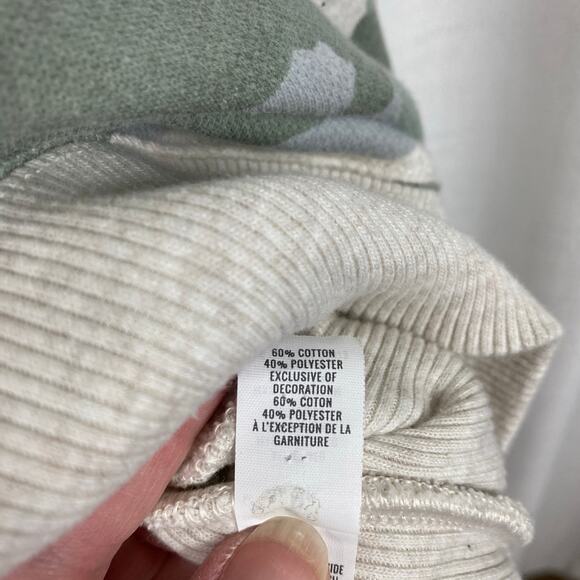 60% COTTON
40% POLYESTER
EXCLUSIVE OF
DECORATION
60% COTON
40% POLYESTER
À L'EXCEPTION DE LA
GARNITURE